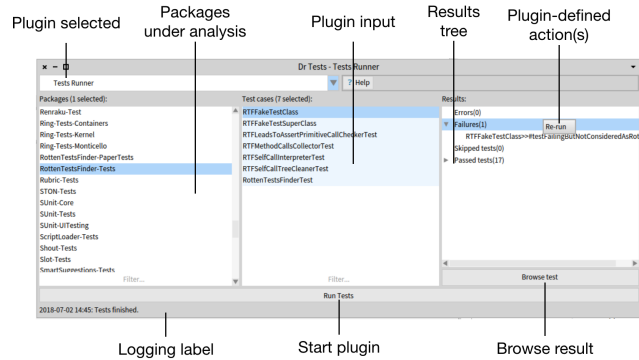 Plugin selected
Packages
under analysis
Plugin input
Results
tree
Plugin-defined
action(s)
Dr Tests - Tests Runner
Tests Runner
? Help
Packages (1 selected):
Test cases (7 selected):
Results:
Renraku-Test
Ring-Tests-Containers
Ring-Tests-Kernel
Ring-Tests-Monticello
RottenTestsFinder-PaperTests
RottenTestsFinder-Tests
Rubric-Tests
STON-Tests
SUnit-Core
SUnit-Tests
SUnit-UITesting
ScriptLoader-Tests
Shout-Tests
Slot-Tests
SmartSuggestions-Tests
Filter...
RTFFakeTestClass
RTFFakeTestSuperClass
RTFLeadsToAssertPrimitiveCallCheckerTest
RTFMethodCallsCollectorTest
RTFSelfCallInterpreterTest
RTFSelfCallTreeCleanerTest
RottenTestsFinderTest
Filter...
Errors(0)
Failures(1)
Re-run
RTFFakeTestClass>>#testFailingButNotConsideredAsRot
Skipped tests(0)
Passed tests(17)
Browse test
Run Tests
2018-07-02 14:45: Tests finished.
Logging label
Start plugin
Browse result